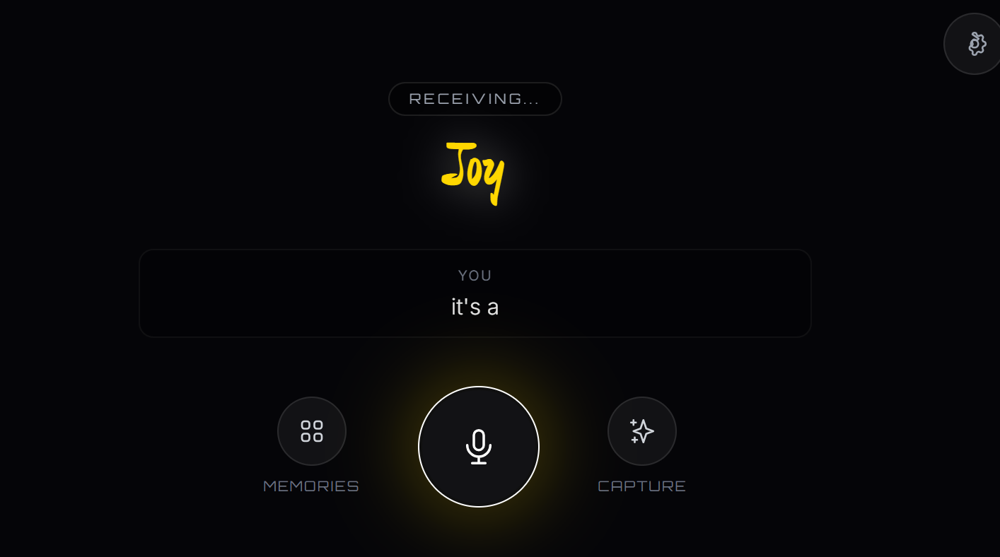 RECEIVING...
Joy
YOU
it's a
MEMORIES
CAPTURE